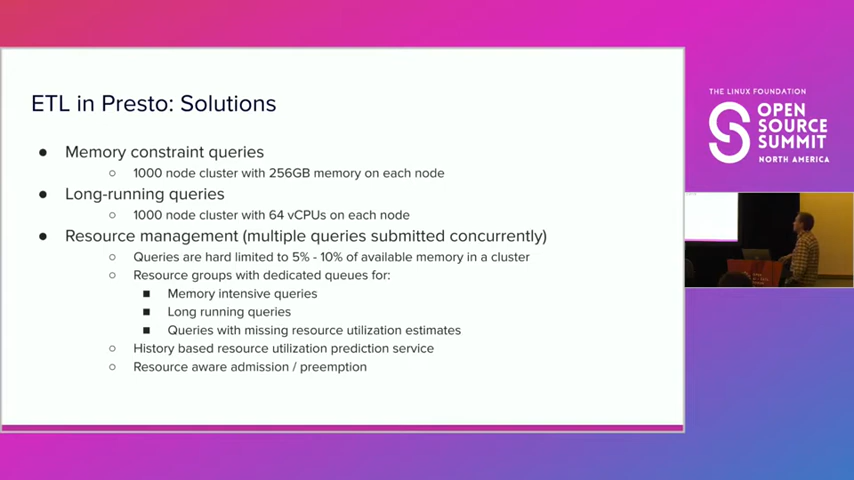 ETL in Presto: Solutions
● Memory constraint queries
○ 1000 node cluster with 256GB memory on each node
● Long-running queries
○ 1000 node cluster with 64 vCPUs on each node
● Resource management (multiple queries submitted concurrently)
○ Queries are hard limited to 5% - 10% of available memory in a cluster
○ Resource groups with dedicated queues for:
■ Memory intensive queries
■ Long running queries
■ Queries with missing resource utilization estimates
○ History based resource utilization prediction service
○ Resource aware admission / preemption
THE LINUX FOUNDATION
OPEN
SOURCE
SUMMIT
NORTH AMERICA